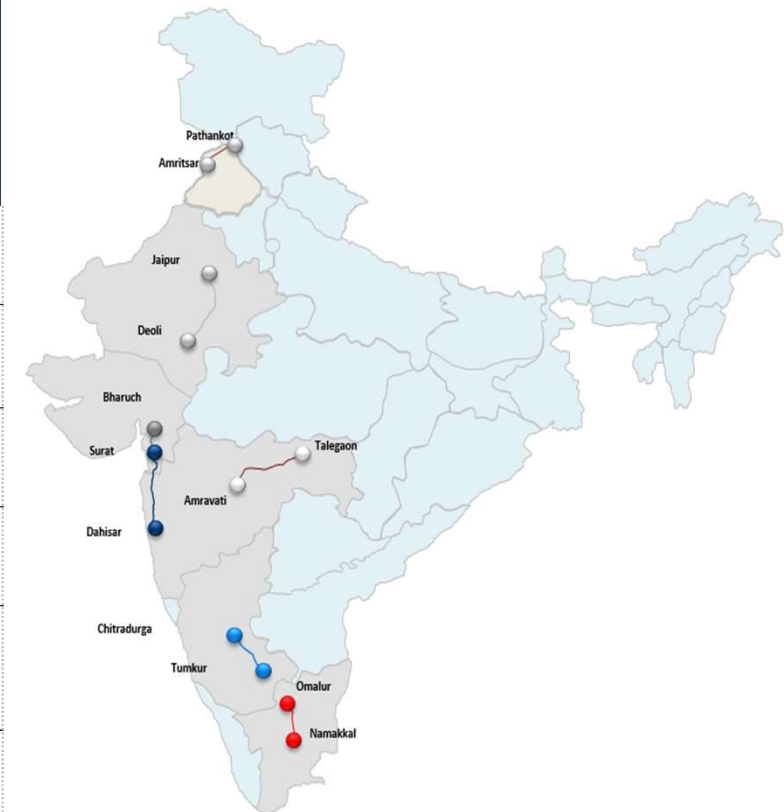 Pathankot
Amritsar
Jaipur
Deoli
Bharuch
Surat
Talegaon
Amravati
Dahisar
Chitradurga
Tumkur
Omalur
Namakkal